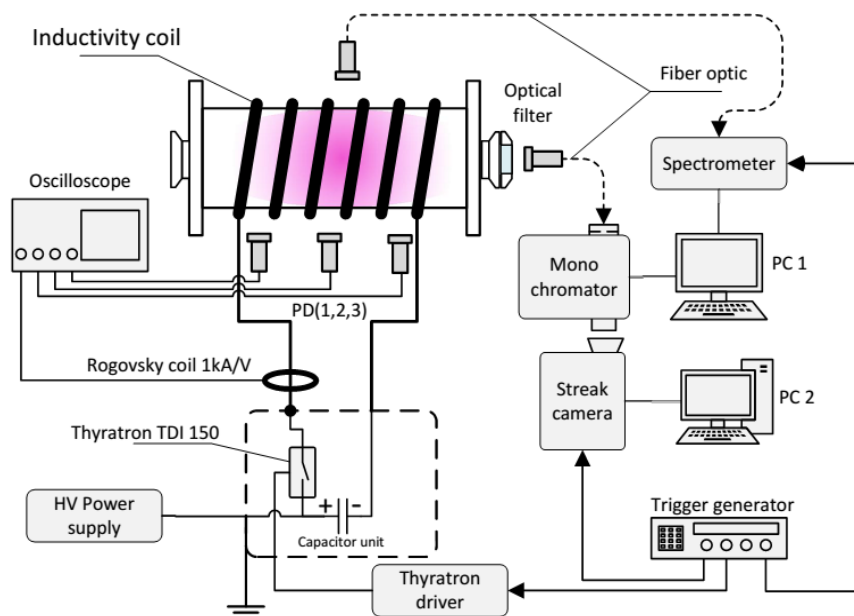 Inductivity coil
Fiber optic
Optical
filter
Spectrometer
Oscilloscope
Mono
chromator
PC 1
PD(1,2,3)
Rogovsky coil 1kA/V
Streak
camera
PC 2
Thyratron TDI 150
HV Power
supply
+ -
Capacitor unit
Trigger generator
Thyratron
driver